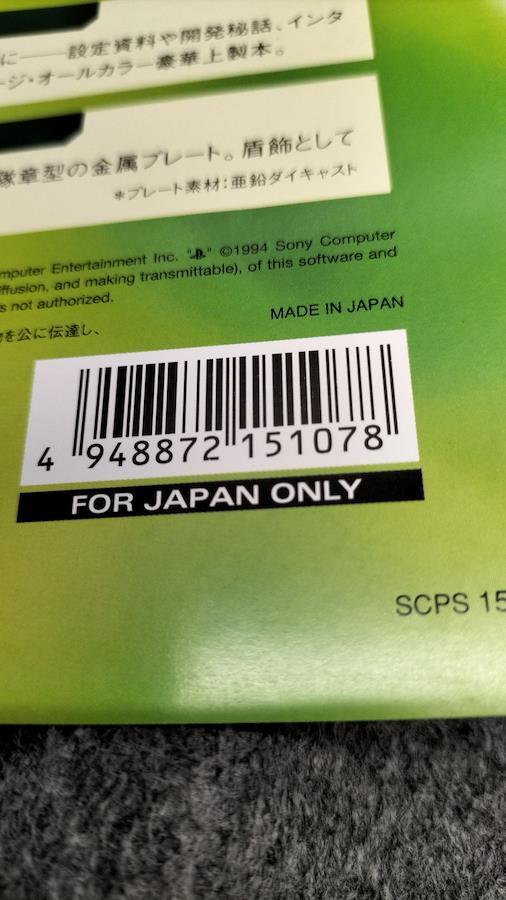 に――設定資料や開発秘話、インタ
ージ・オールカラー豪華上製本。
隊章型の金属プレート。盾飾として
*プレート素材：亜鉛ダイキャスト
mputer Entertainment Inc. "PS" ©1994 Sony Computer
ffusion, and making transmittable), of this software and
s not authorized.
を公に伝達し、
MADE IN JAPAN
4 948872 151078
FOR JAPAN ONLY
SCPS 15